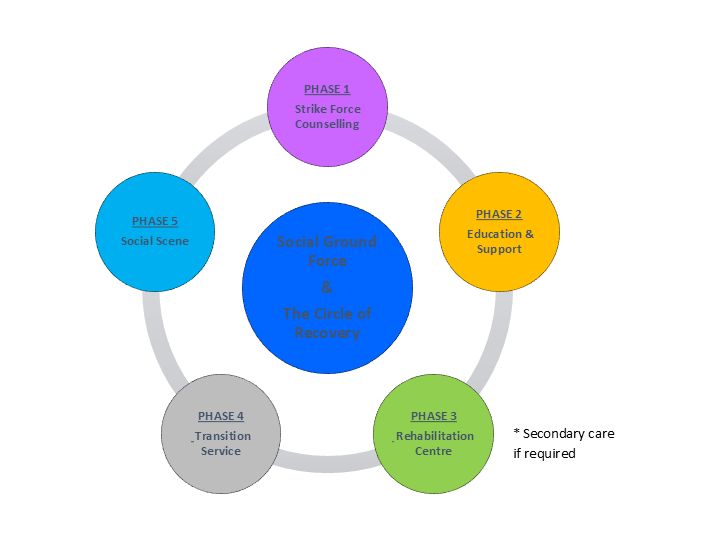 PHASE 1
Strike Force
Counselling
PHASE 2
Education &
Support
PHASE 3
Rehabilitation
Centre
* Secondary care
if required
PHASE 4
Transition
Service
PHASE 5
Social Scene
Social Ground
Force
&
The Circle of
Recovery